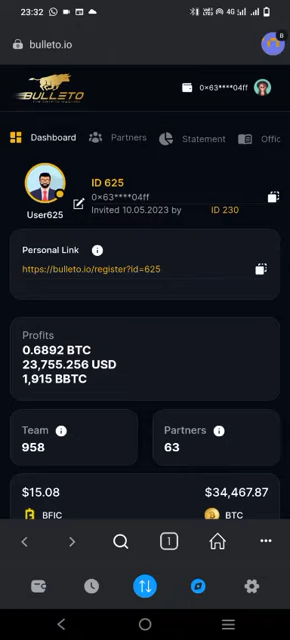 23:32
4G
bulleto.io
8
BULLETO
0×63****04ff
Dashboard
Partners
Statement
Offic
ID 625
0×63****04ff
Invited 10.05.2023 by ID 230
User625
Personal Link
https://bulleto.io/register?id=625
Profits
0.6892 BTC
23,755.256 USD
1,915 BBTC
Team
958
Partners
63
$15.08
$34,467.87
BFIC
BTC
1